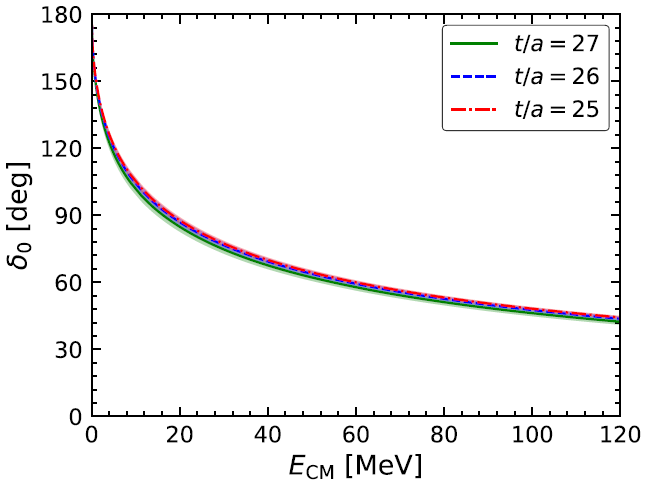 180
150
120
90
60
30
0
δ₀ [deg]
t/a = 27
t/a = 26
t/a = 25
0 20 40 60 80 100 120
E_CM [MeV]